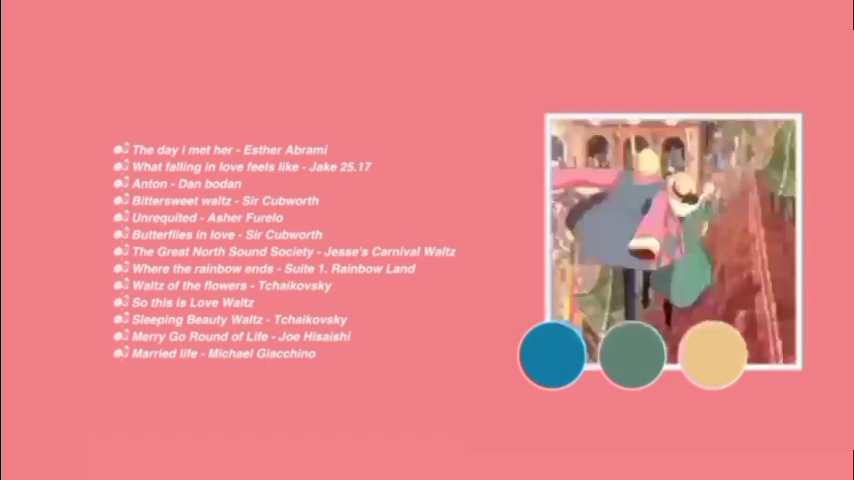 The day i met her - Esther Abrami
What falling in love feels like - Jake 25.17
Anton - Dan bodan
Bittersweet waltz - Sir Cubworth
Unrequited - Asher Furelo
Butterflies in love - Sir Cubworth
The Great North Sound Society - Jesse's Carnival Waltz
Where the rainbow ends - Suite 1. Rainbow Land
Waltz of the flowers - Tchaikovsky
So this is Love Waltz
Sleeping Beauty Waltz - Tchaikovsky
Merry Go Round of Life - Joe Hisaishi
Married life - Michael Giacchino